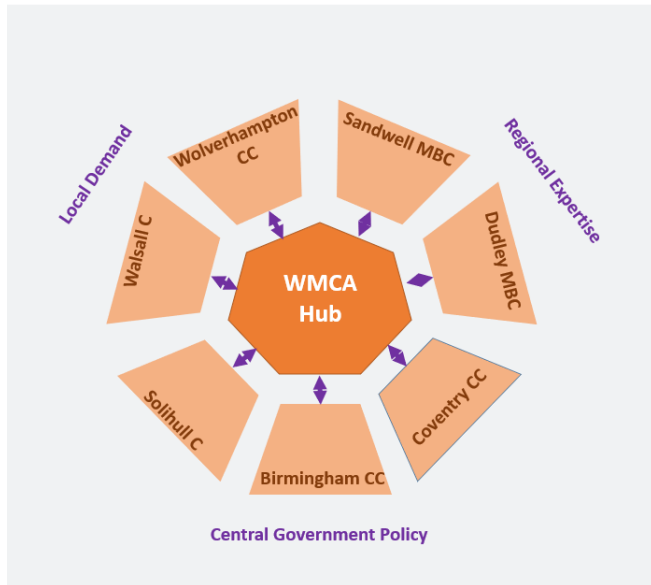 Local Demand
Wolverhampton
CC
Sandwell MBC
Regional Expertise
Walsall C
Dudley MBC
WMCA
Hub
Solihull C
Coventry CC
Birmingham CC
Central Government Policy